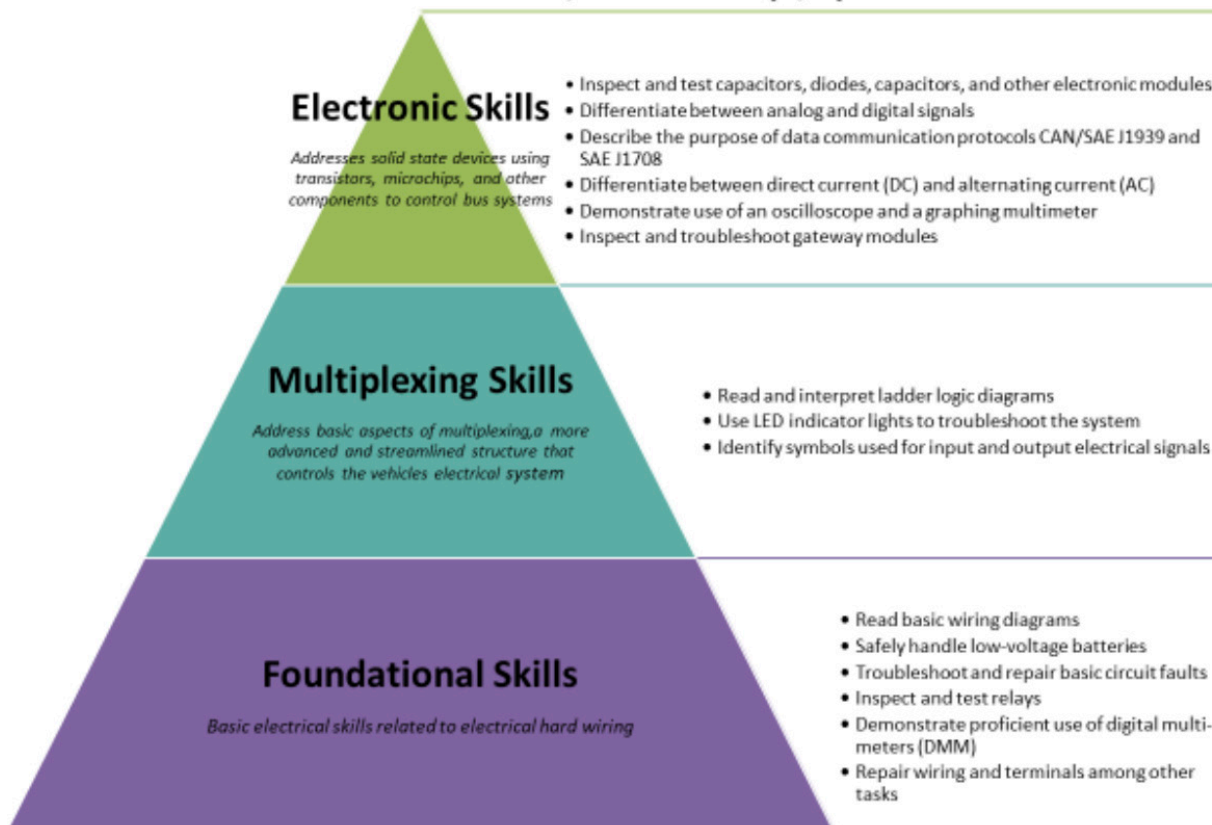 Electronic Skills
Addresses solid state devices using
transistors, microchips, and other
components to control bus systems
• Inspect and test capacitors, diodes, capacitors, and other electronic modules
• Differentiate between analog and digital signals
• Describe the purpose of data communication protocols CAN/SAE J1939 and
SAE J1708
• Differentiate between direct current (DC) and alternating current (AC)
• Demonstrate use of an oscilloscope and a graphing multimeter
• Inspect and troubleshoot gateway modules
Multiplexing Skills
Address basic aspects of multiplexing,a more
advanced and streamlined structure that
controls the vehicles electrical system
• Read and interpret ladder logic diagrams
• Use LED indicator lights to troubleshoot the system
• Identify symbols used for input and output electrical signals
Foundational Skills
Basic electrical skills related to electrical hard wiring
• Read basic wiring diagrams
• Safely handle low-voltage batteries
• Troubleshoot and repair basic circuit faults
• Inspect and test relays
• Demonstrate proficient use of digital multi-
meters (DMM)
• Repair wiring and terminals among other
tasks